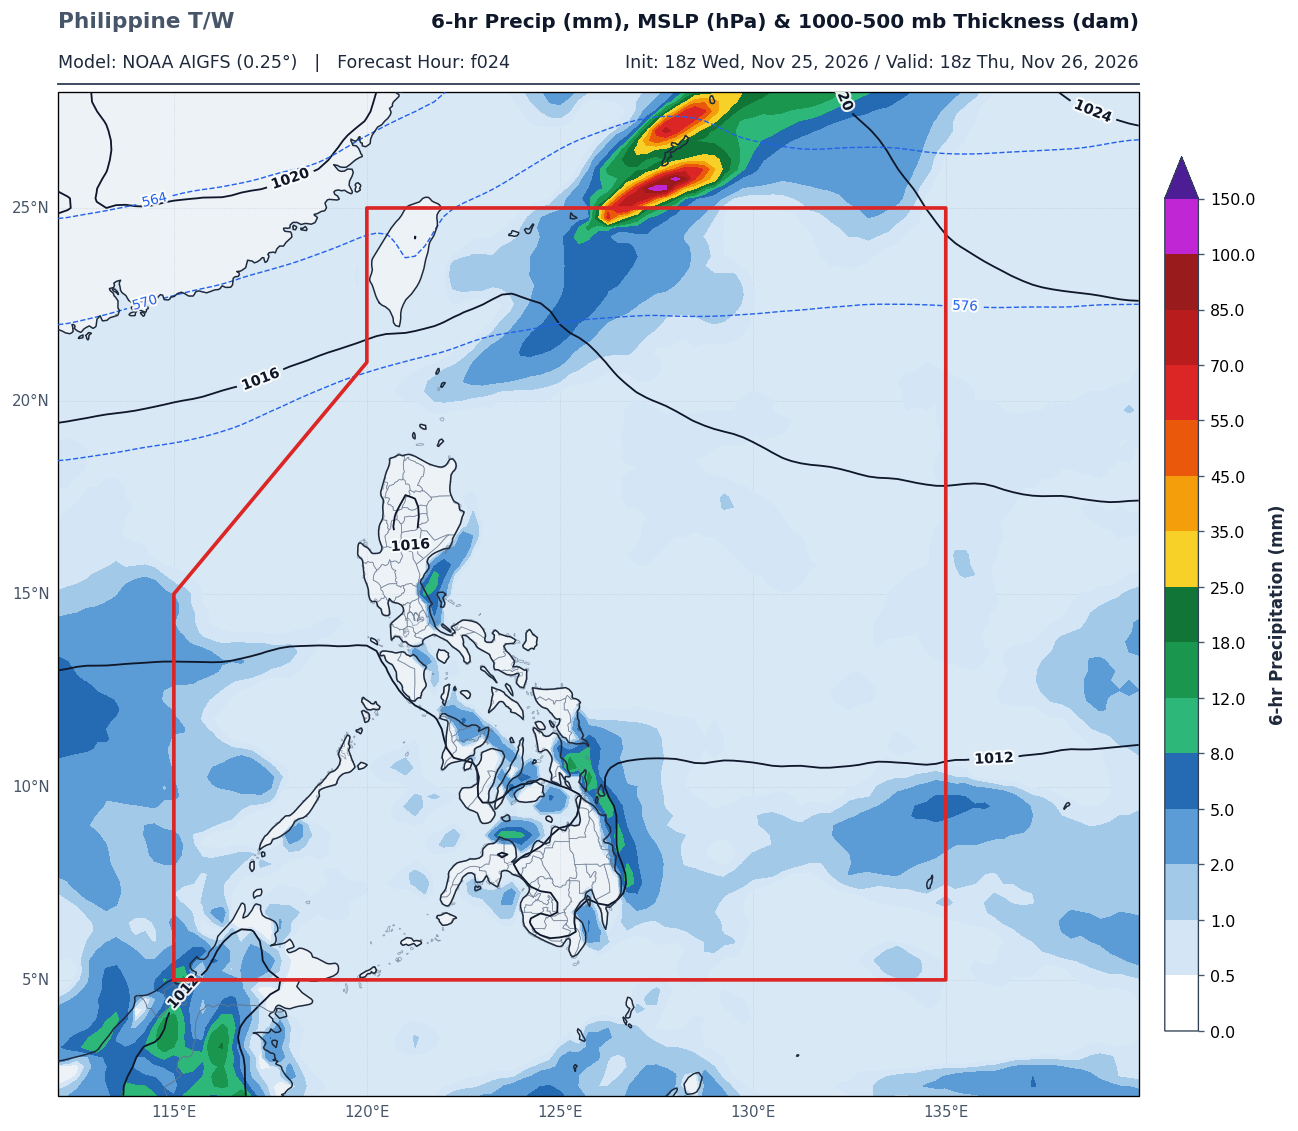 Philippine T/W
6-hr Precip (mm), MSLP (hPa) & 1000-500 mb Thickness (dam)
Model: NOAA AIGFS (0.25°) | Forecast Hour: f024
Init: 18z Wed, Nov 25, 2026 / Valid: 18z Thu, Nov 26, 2026
20
1024
1020
564
570
576
1016
1016
1012
1012
25°N
20°N
15°N
10°N
5°N
115°E
120°E
125°E
130°E
135°E
150.0
100.0
85.0
70.0
55.0
45.0
35.0
25.0
18.0
12.0
8.0
5.0
2.0
1.0
0.5
0.0
6-hr Precipitation (mm)